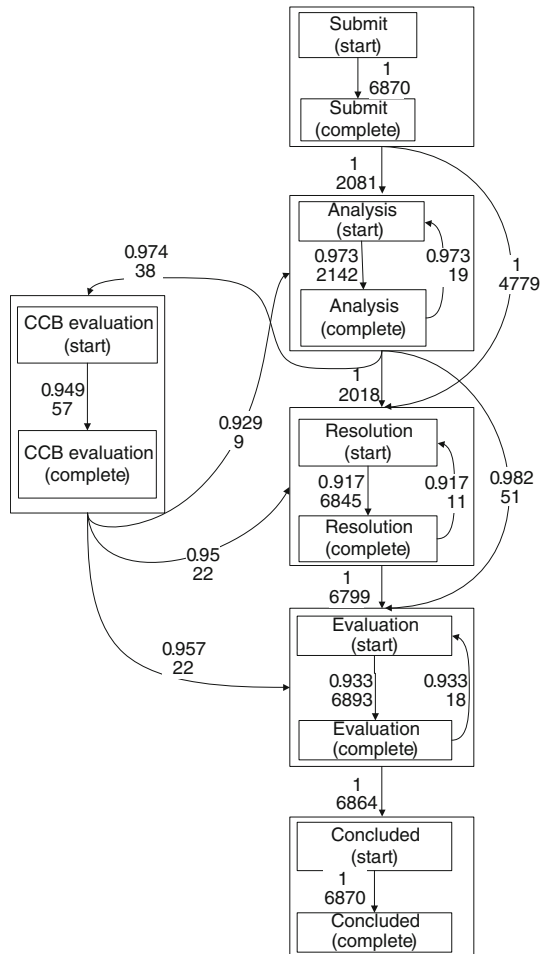 Submit
(start)
1
6870
Submit
(complete)
1
2081
1
4779
Analysis
(start)
0.973
2142
0.973
19
Analysis
(complete)
0.974
38
CCB evaluation
(start)
0.949
57
CCB evaluation
(complete)
0.929
9
1
2018
Resolution
(start)
0.917
6845
0.917
11
Resolution
(complete)
0.982
51
0.95
22
1
6799
Evaluation
(start)
0.933
6893
0.933
18
Evaluation
(complete)
0.957
22
1
6864
Concluded
(start)
1
6870
Concluded
(complete)